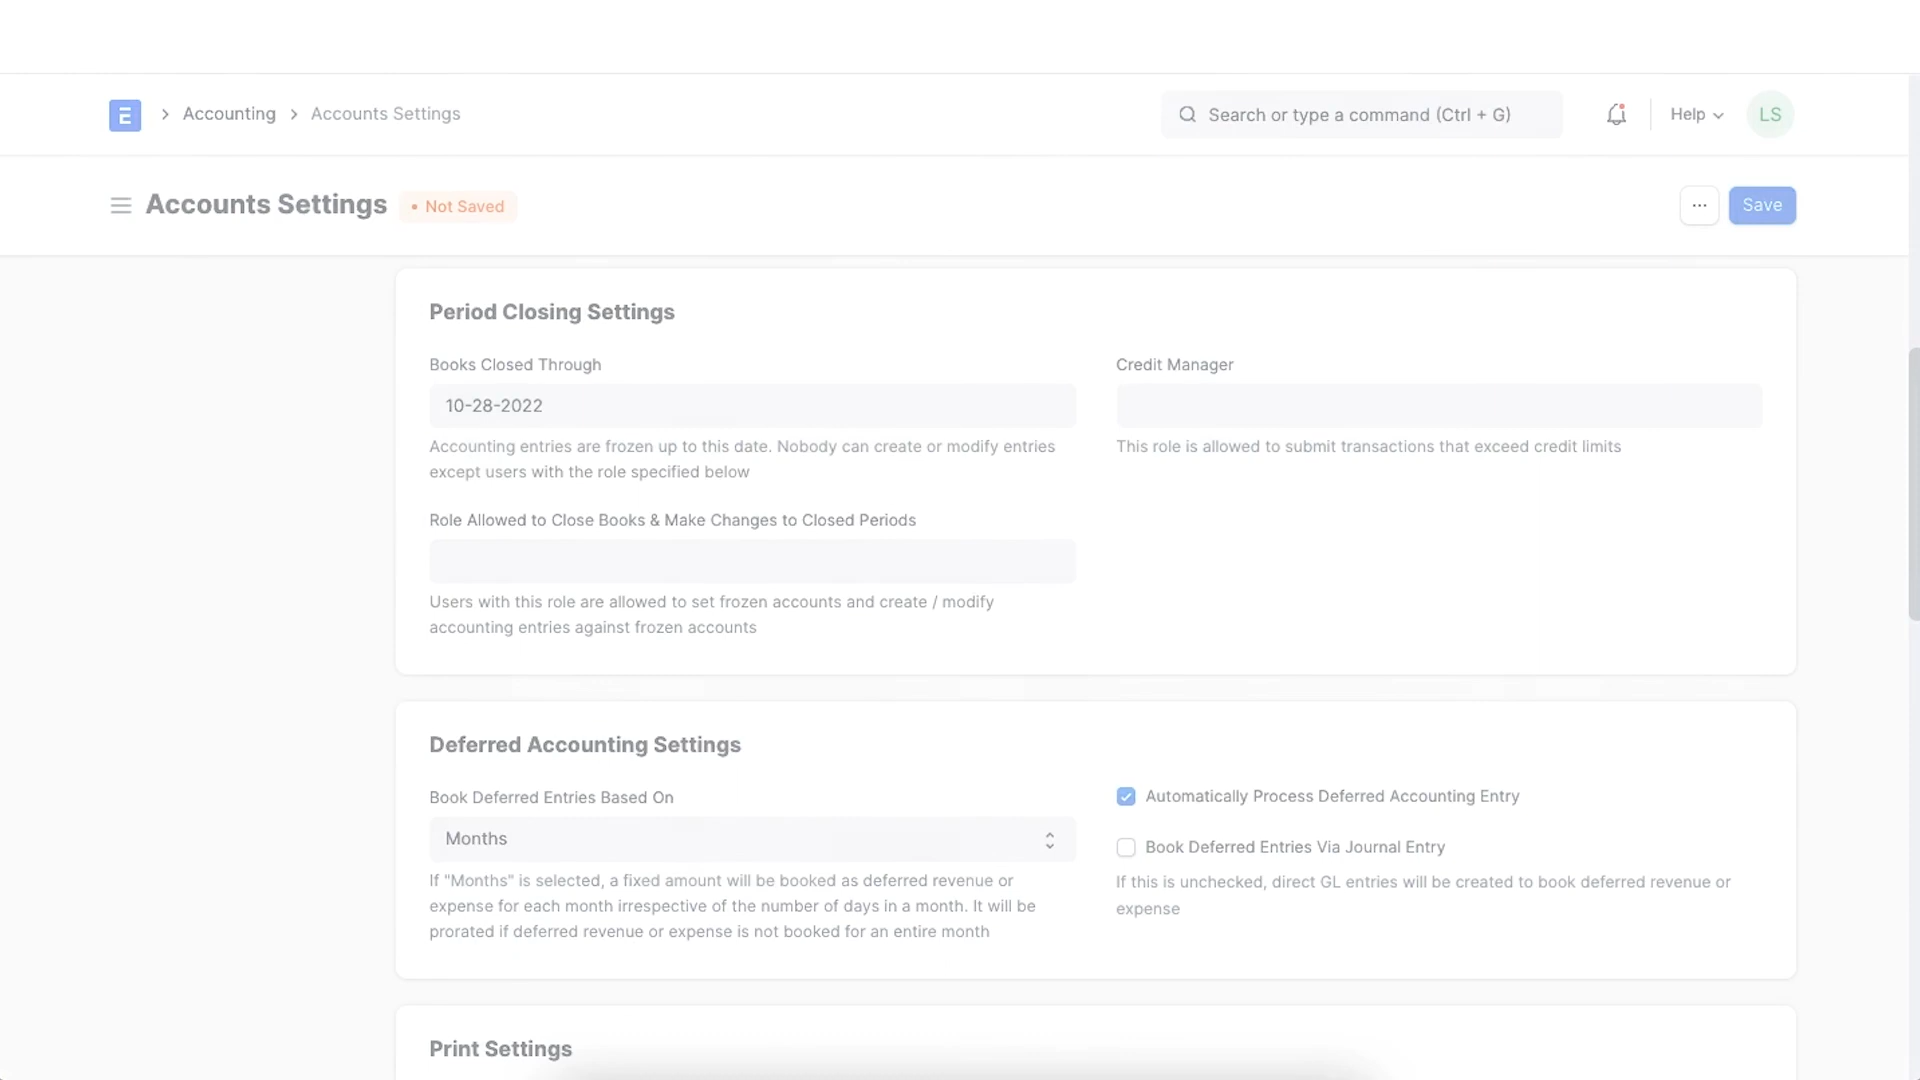 Accounting
Accounts Settings
Search or type a command (Ctrl + G)
Help
LS
Accounts Settings
Not Saved
Save
Period Closing Settings
Books Closed Through
10-28-2022
Accounting entries are frozen up to this date. Nobody can create or modify entries
except users with the role specified below
Credit Manager
This role is allowed to submit transactions that exceed credit limits
Role Allowed to Close Books & Make Changes to Closed Periods
Users with this role are allowed to set frozen accounts and create / modify
accounting entries against frozen accounts
Deferred Accounting Settings
Book Deferred Entries Based On
Months
If "Months" is selected, a fixed amount will be booked as deferred revenue or
expense for each month irrespective of the number of days in a month. It will be
prorated if deferred revenue or expense is not booked for an entire month
Automatically Process Deferred Accounting Entry
Book Deferred Entries Via Journal Entry
If this is unchecked, direct GL entries will be created to book deferred revenue or
expense
Print Settings